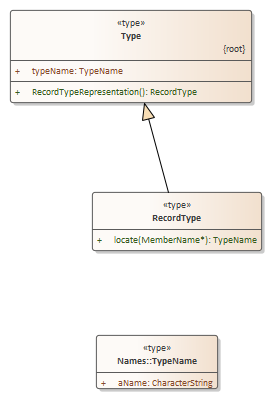 «type»
Type
{root}
+ typeName: TypeName
+ RecordTypeRepresentation(): RecordType
«type»
RecordType
+ locate(MemberName*): TypeName
«type»
Names::TypeName
+ aName: CharacterString